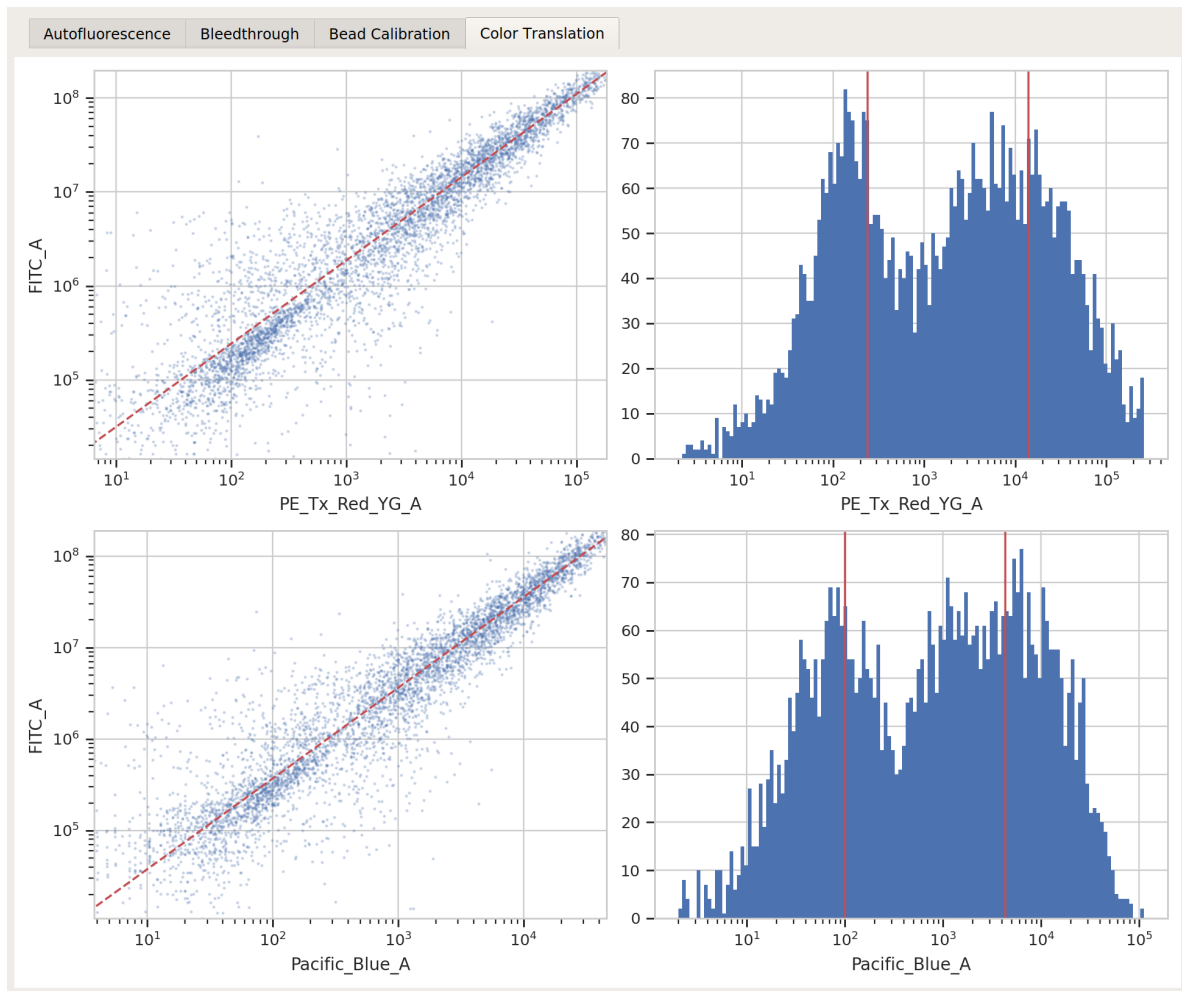 Autofluorescence Bleedthrough Bead Calibration Color Translation
10⁸
10⁷
10⁶
10⁵
FITC_A
10¹ 10² 10³ 10⁴ 10⁵
PE_Tx_Red_YG_A
80
70
60
50
40
30
20
10
0
10¹ 10² 10³ 10⁴ 10⁵
PE_Tx_Red_YG_A
10⁸
10⁷
10⁶
10⁵
FITC_A
10¹ 10² 10³ 10⁴
Pacific_Blue_A
80
70
60
50
40
30
20
10
0
10¹ 10² 10³ 10⁴ 10⁵
Pacific_Blue_A